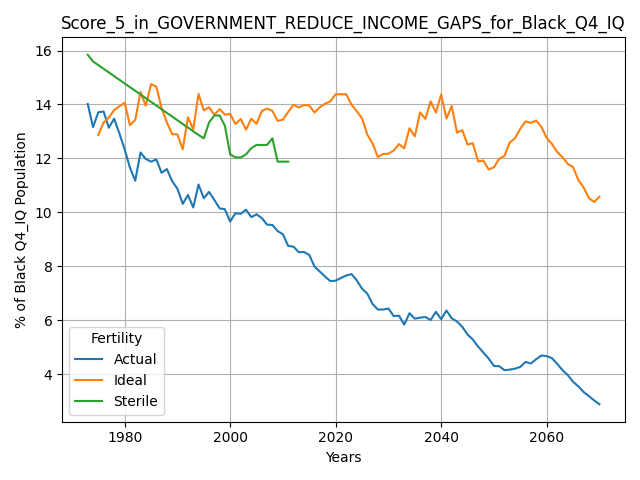 Score_5_in_GOVERNMENT_REDUCE_INCOME_GAPS_for_Black_Q4_IQ
% of Black Q4_IQ Population
16
14
12
10
8
6
4
Fertility
Actual
Ideal
Sterile
1980
2000
2020
2040
2060
Years